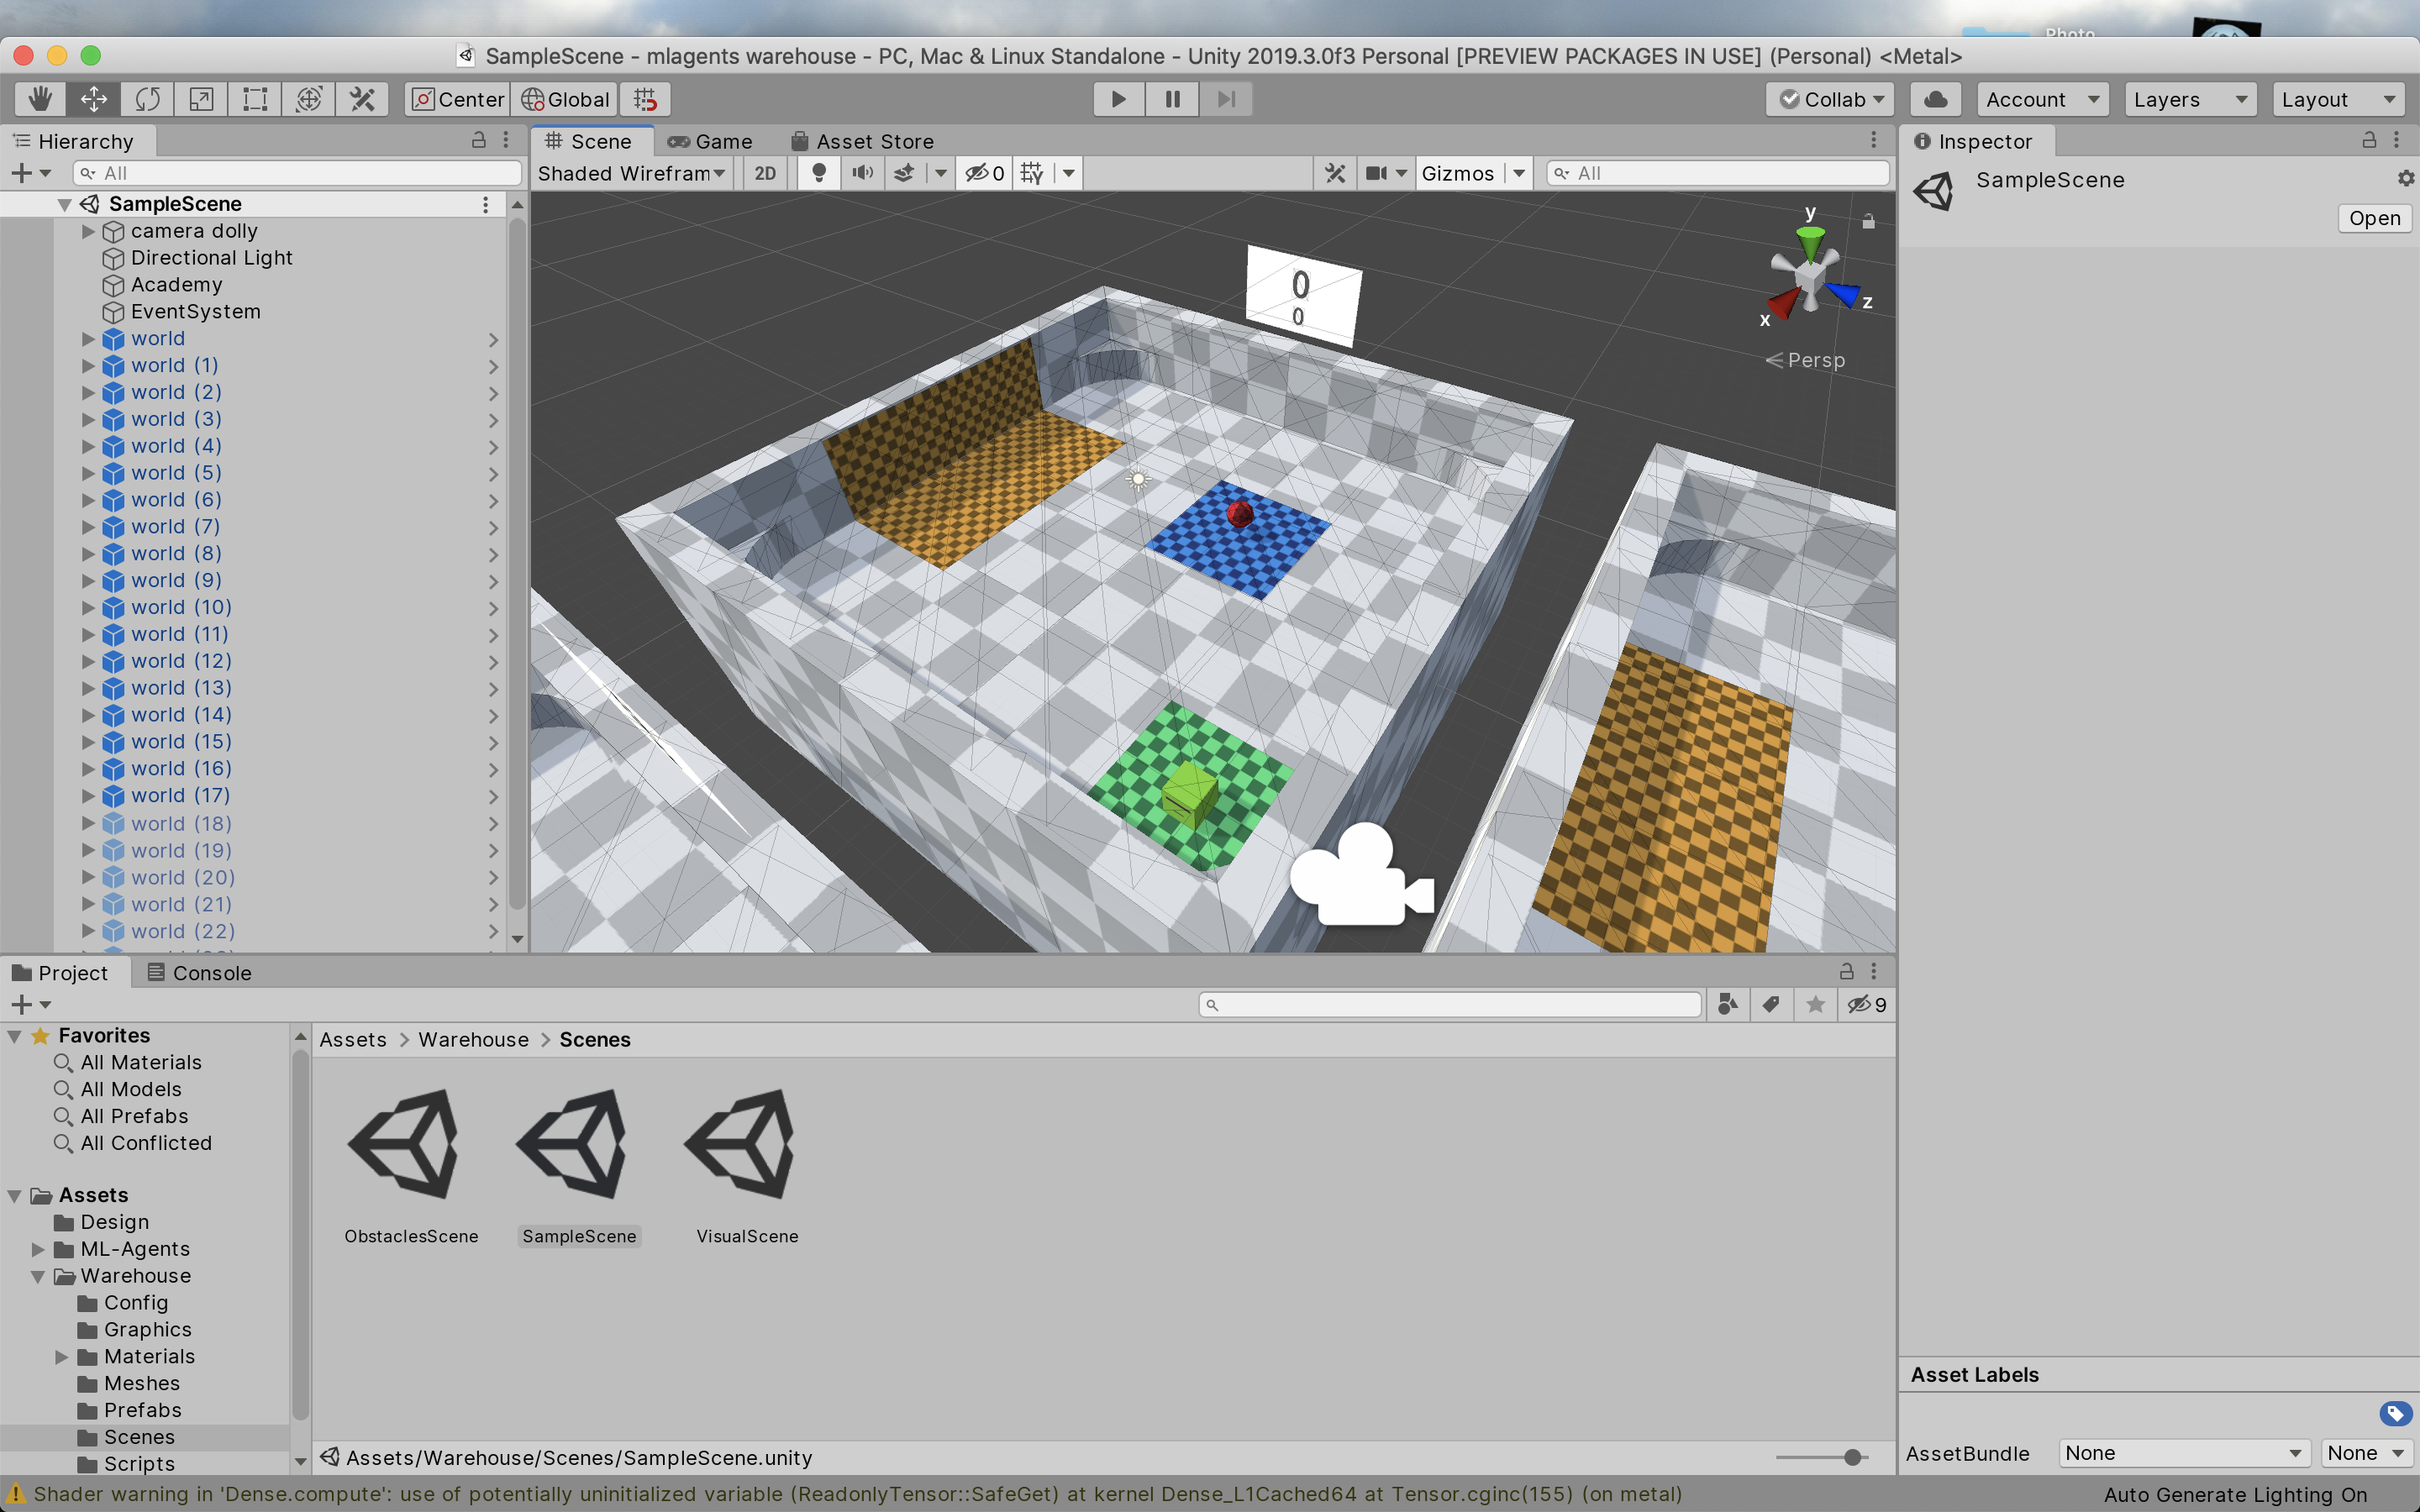 Photo
SampleScene - mlagents warehouse - PC, Mac & Linux Standalone - Unity 2019.3.0f3 Personal [PREVIEW PACKAGES IN USE] (Personal) <Metal>
Center Global Collab Account Layers Layout
Hierarchy
All
SampleScene
camera dolly
Directional Light
Academy
EventSystem
world
world (1)
world (2)
world (3)
world (4)
world (5)
world (6)
world (7)
world (8)
world (9)
world (10)
world (11)
world (12)
world (13)
world (14)
world (15)
world (16)
world (17)
world (18)
world (19)
world (20)
world (21)
world (22)
Scene Game Asset Store
Shaded Wirefram 2D 0 Gizmos All
0
0
y
x
z
Persp
Inspector
SampleScene
Open
Project Console
9
Favorites
All Materials
All Models
All Prefabs
All Conflicted
Assets
Design
ML-Agents
Warehouse
Config
Graphics
Materials
Meshes
Prefabs
Scenes
Scripts
Assets > Warehouse > Scenes
ObstaclesScene SampleScene VisualScene
Assets/Warehouse/Scenes/SampleScene.unity
Asset Labels
AssetBundle None None
Shader warning in 'Dense.compute': use of potentially uninitialized variable (ReadonlyTensor::SafeGet) at kernel Dense_L1Cached64 at Tensor.cginc(155) (on metal)
Auto Generate Lighting On